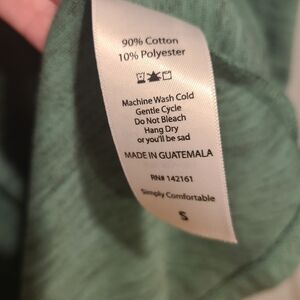 90% Cotton
10% Polyester
Machine Wash Cold
Gentle Cycle
Do Not Bleach
Hang Dry
or you'll be sad
MADE IN GUATEMALA
RN# 142161
Simply Comfortable
S